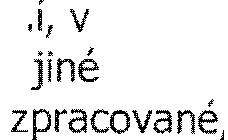 .í, v
jiné
zpracované,